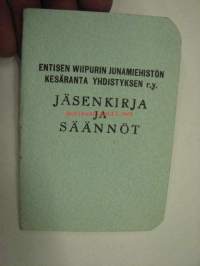 ENTISEN WIIPURIN JUNAMIEHISTÖN
KESÄRANTA YHDISTYKSEN r.y.
JÄSENKIRJA
JA
SÄÄNNÖT